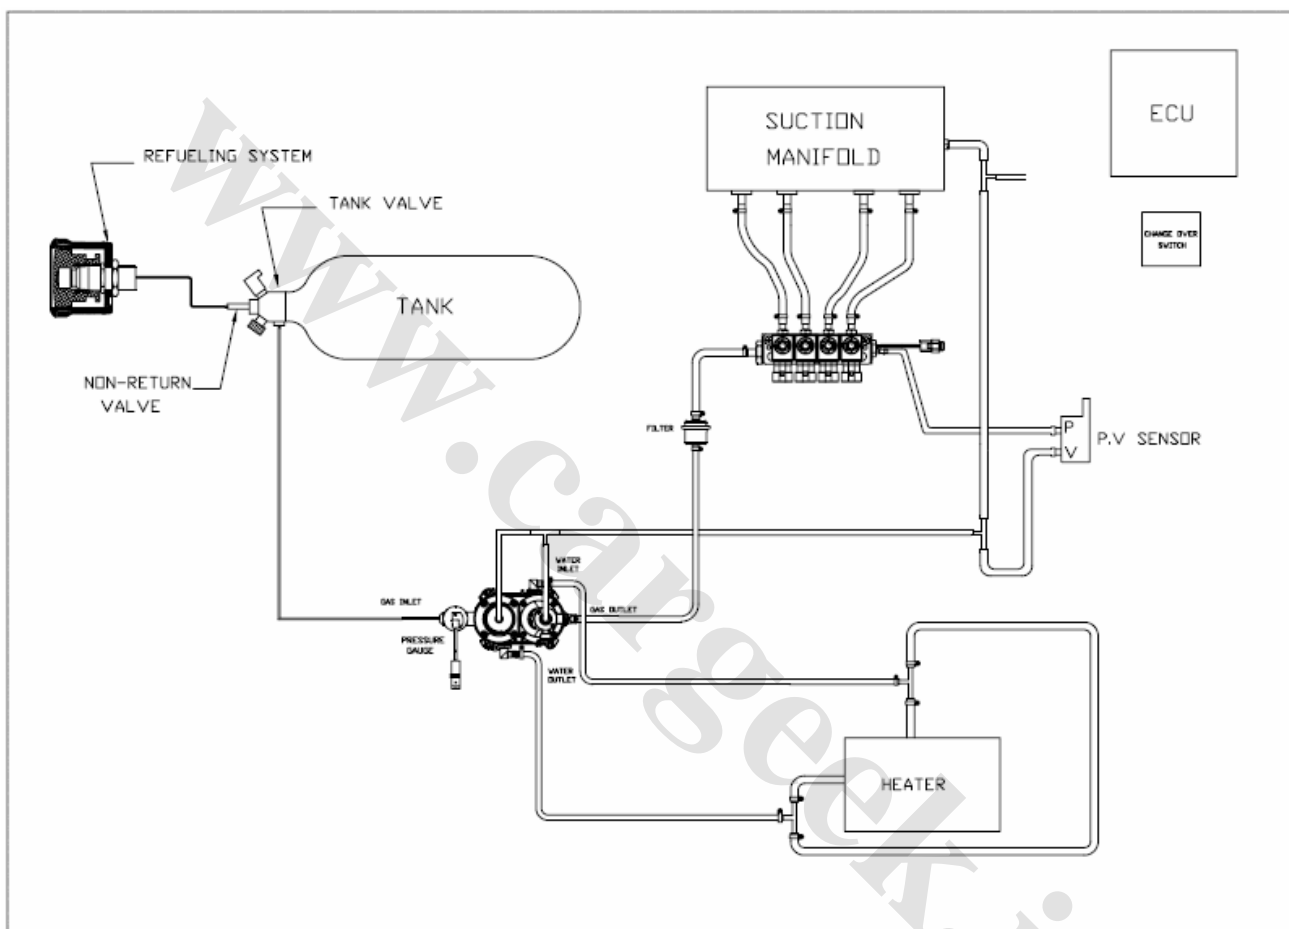 SUCTION
MANIFOLD
ECU
REFUELING SYSTEM
TANK VALVE
CHANGE OVER
SWITCH
TANK
NON-RETURN
VALVE
FILTER
P
V
P.V SENSOR
WATER
INLET
GAS INLET
GAS OUTLET
PRESSURE
GAUGE
WATER
OUTLET
HEATER
www.cargeek.i